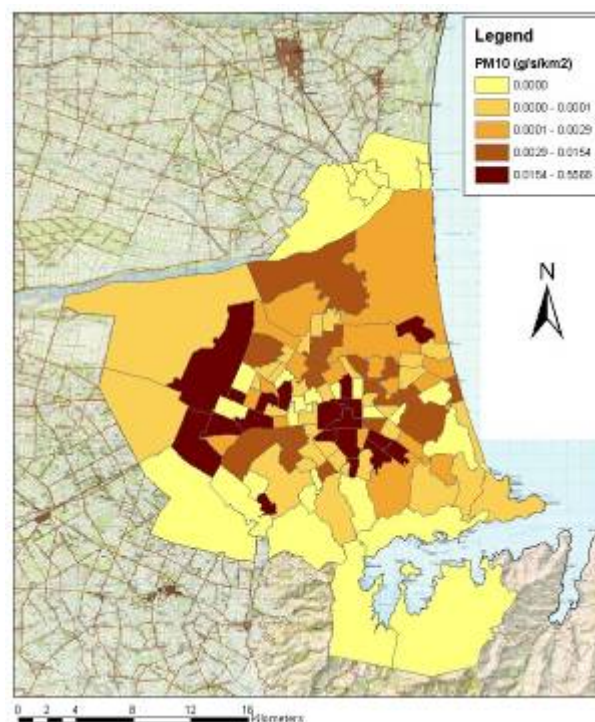 Legend
PM10 (g/s/km2)
0.0000
0.0000 - 0.0001
0.0001 - 0.0029
0.0029 - 0.0154
0.0154 - 0.5566
N
0 2 4 8 12 16
Kilometers